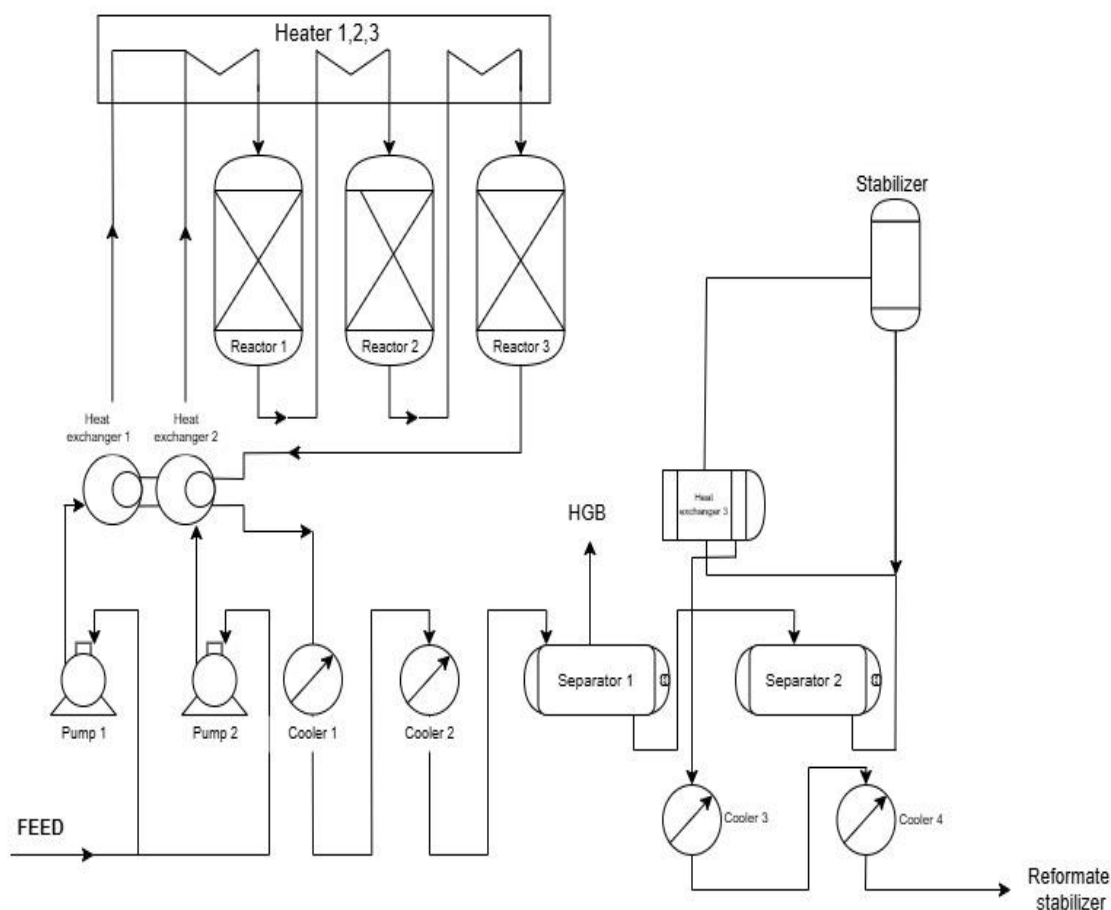 Heater 1,2,3
Stabilizer
Reactor 1
Reactor 2
Reactor 3
Heat
exchanger 1
Heat
exchanger 2
Heat
exchanger 3
HGB
Separator 1
Separator 2
Pump 1
Pump 2
Cooler 1
Cooler 2
FEED
Cooler 3
Cooler 4
Reformate
stabilizer